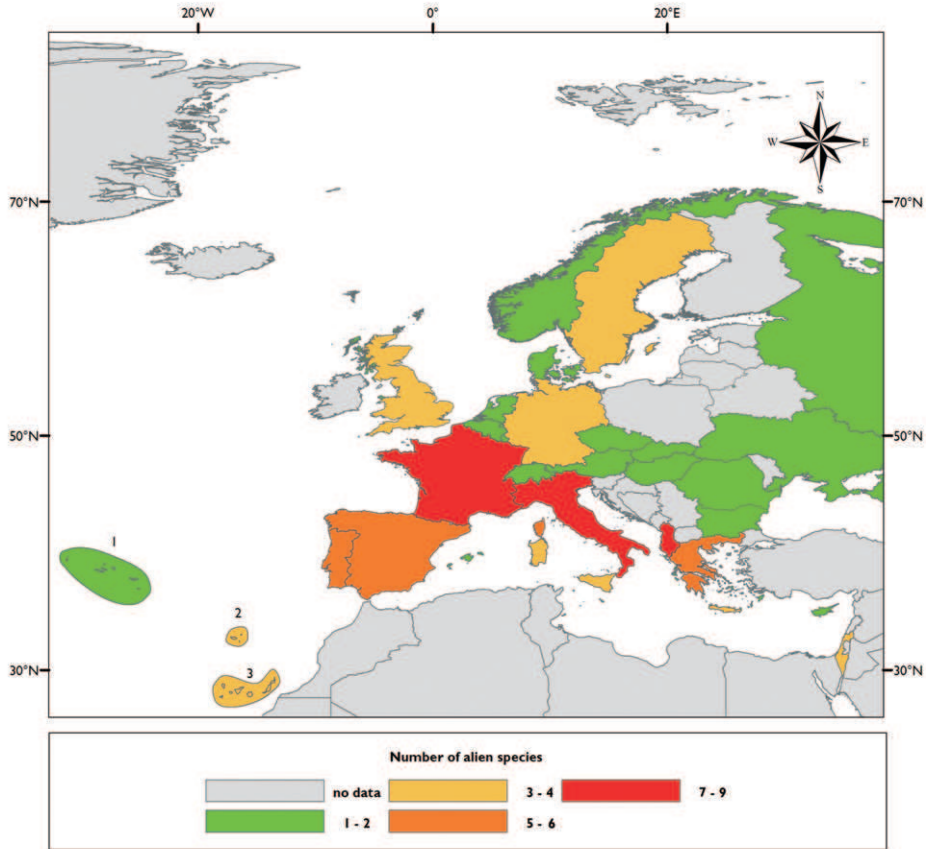 20°W 0° 20°E
N
W E
S
70°N 70°N
50°N 50°N
1
2
3
30°N 30°N
Number of alien species
no data 3 - 4 7 - 9
1 - 2 5 - 6